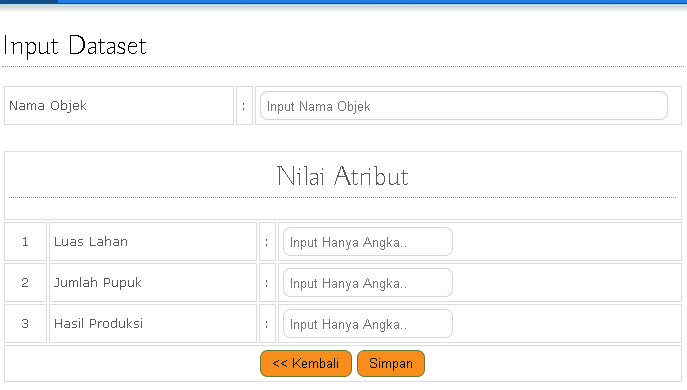 Input Dataset
Nama Objek : Input Nama Objek
Nilai Atribut
1 Luas Lahan : Input Hanya Angka..
2 Jumlah Pupuk : Input Hanya Angka..
3 Hasil Produksi : Input Hanya Angka..
<< Kembali Simpan